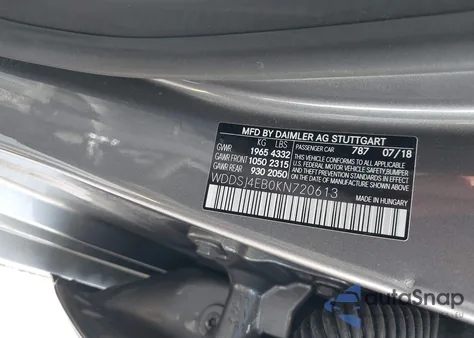 MFD BY DAIMLER AG STUTTGART
KG LBS PASSENGER CAR 787 07/18
GVWR 1965 4332
GAWR FRONT 1050 2315
GAWR REAR 930 2050
THIS VEHICLE CONFORMS TO ALL APPLICABLE
U.S. FEDERAL MOTOR VEHICLE SAFETY, BUMPER,
AND THEFT PREVENTION STANDARDS IN EFFECT
ON THE DATE OF MANUFACTURE SHOWN ABOVE.
WDDSJ4EB0KN720613
MADE IN HUNGARY
autoSnap